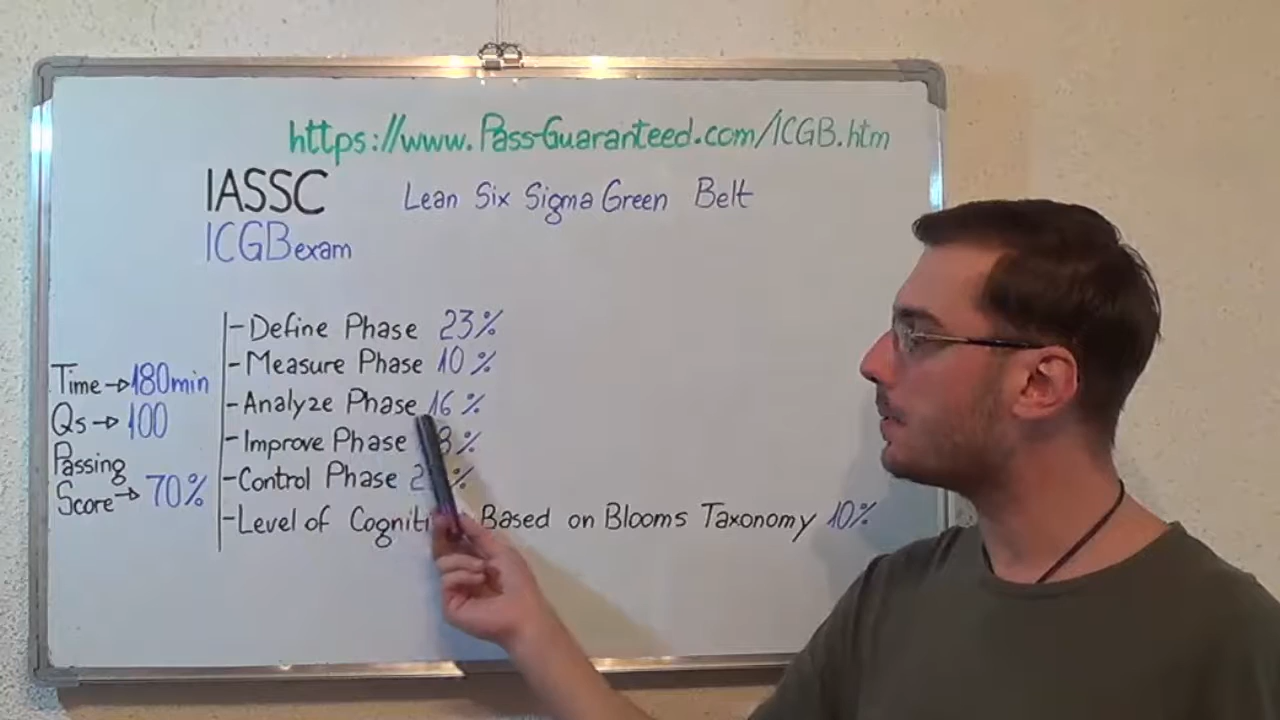 https://www.Pass-Guaranteed.com/ICGB.htm
IASSC Lean Six Sigma Green Belt
ICGB exam
-Define Phase 23%
-Measure Phase 10%
-Analyze Phase 16%
-Improve Phase %
-Control Phase %
-Level of Based on Blooms Taxonomy 10%
Time→180min
Qs→100
Passing
Score→70%